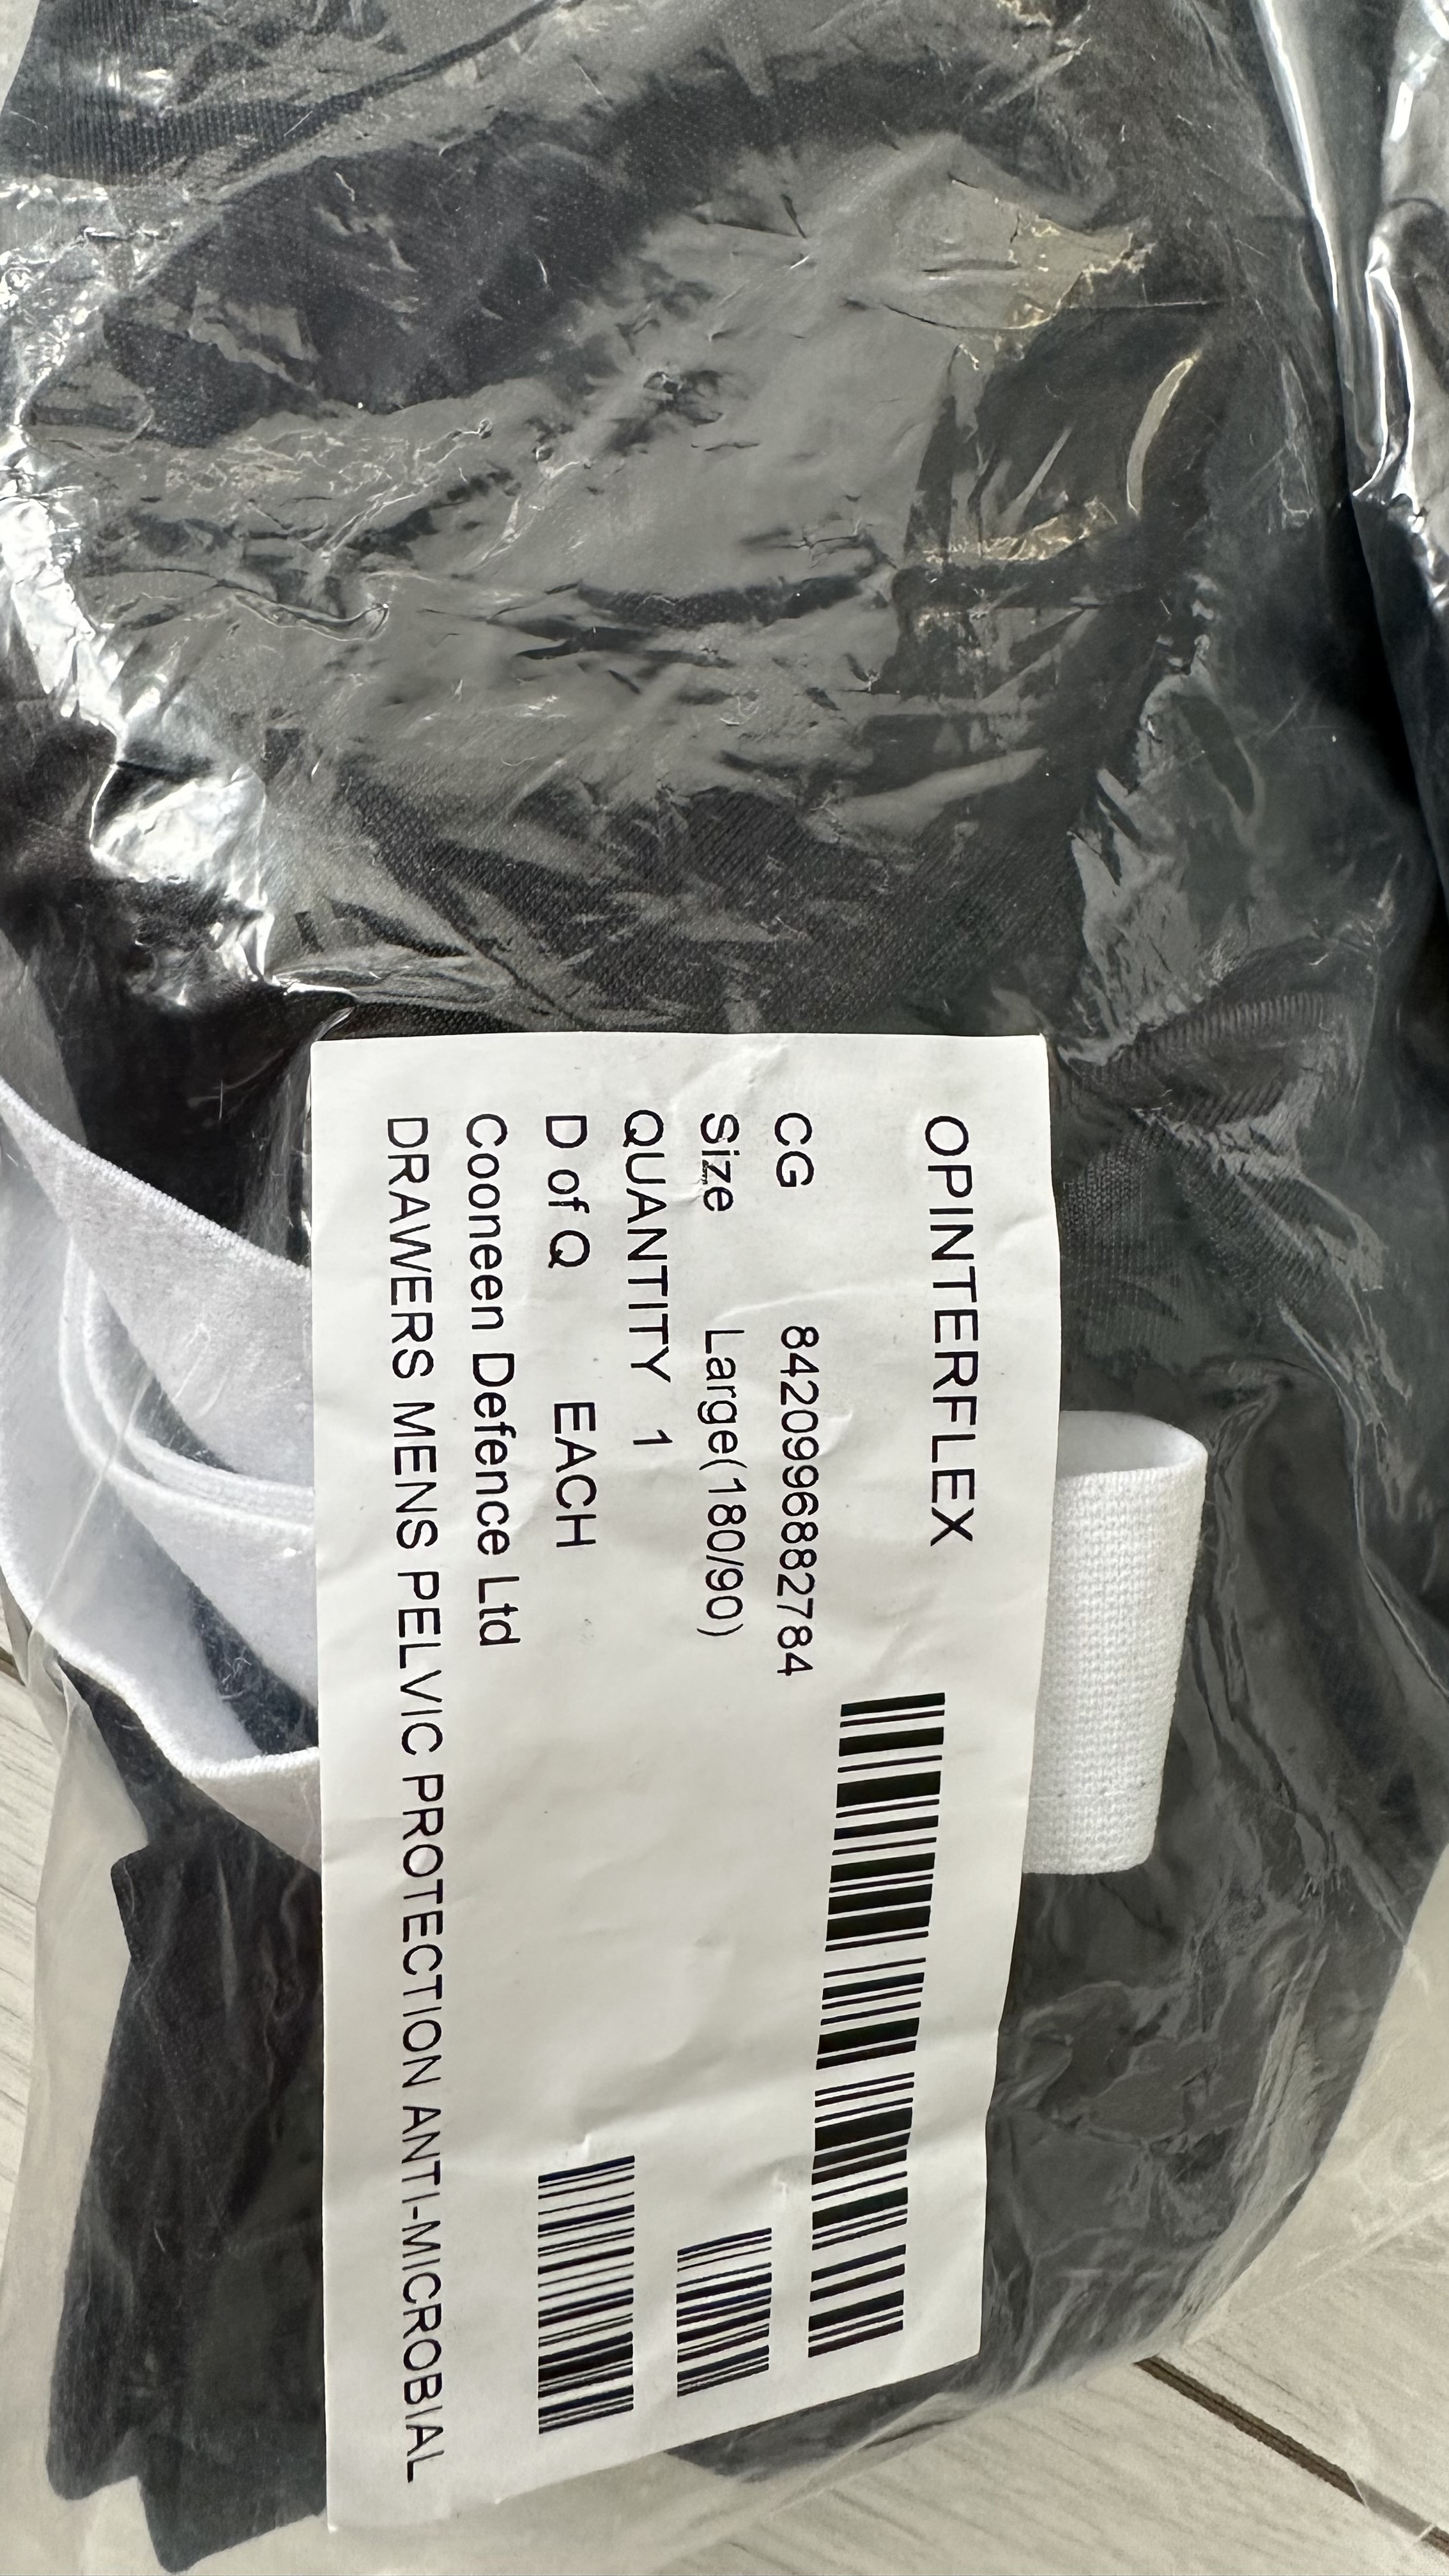 OPINTERFLEX
CG 8420996882784
Size Large(180/90)
QUANTITY 1
D of Q EACH
Cooneen Defence Ltd
DRAWERS MENS PELVIC PROTECTION ANTI-MICROBIAL